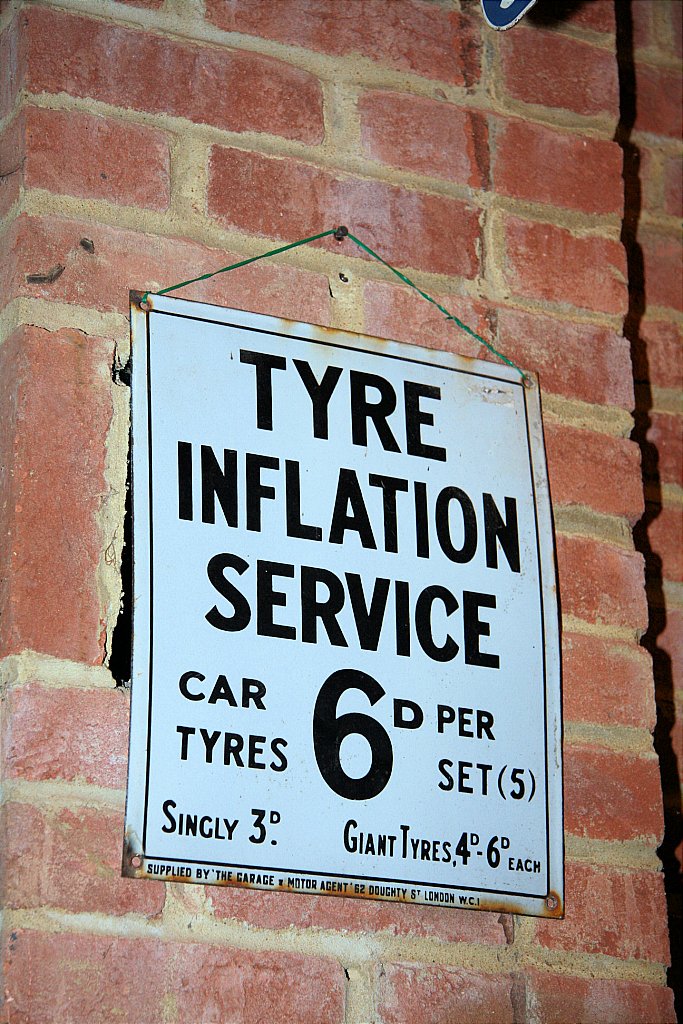 TYRE
INFLATION
SERVICE
CAR TYRES 6D PER SET (5)
SINGLY 3D. GIANT TYRES, 4D-6D EACH
SUPPLIED BY 'THE GARAGE & MOTOR AGENT' 62 DOUGHTY ST LONDON W.C.1